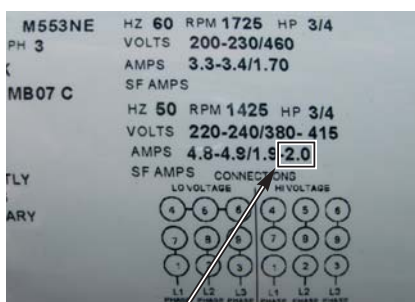 M553NE HZ 60 RPM 1725 HP 3/4
PH 3 VOLTS 200-230/460
AMPS 3.3-3.4/1.70
SF AMPS
MB07 C
HZ 50 RPM 1425 HP 3/4
VOLTS 220-240/380-415
AMPS 4.8-4.9/1.9-2.0
TLY SF AMPS CONNECTIONS
LO VOLTAGE HI VOLTAGE
ARY
4 5 6 4 5 6
7 8 9 7 8 9
1 2 3 1 2 3
L1 L2 L3 L1 L2 L3